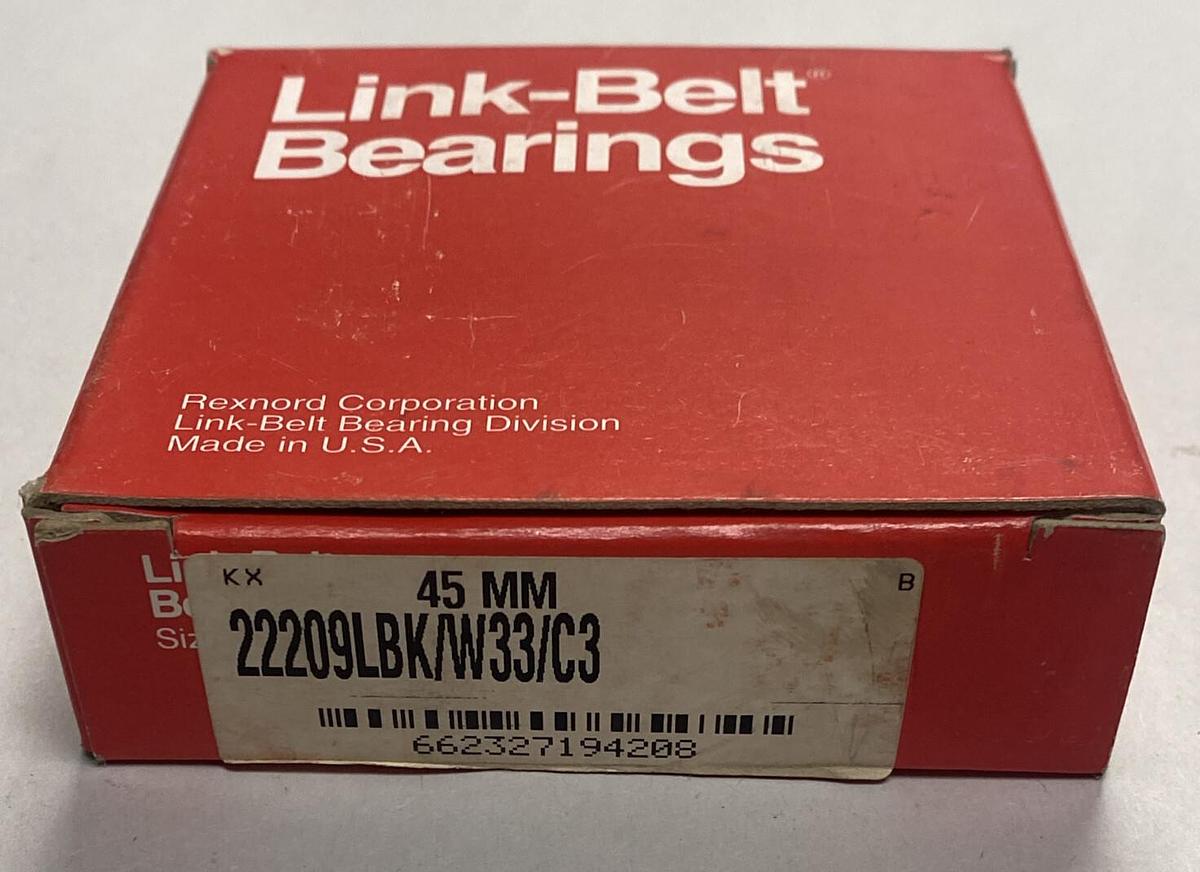 Link-Belt®
Bearings
Rexnord Corporation
Link-Belt Bearing Division
Made in U.S.A.
KX
45 MM
B
22209LBK/W33/C3
662327194208